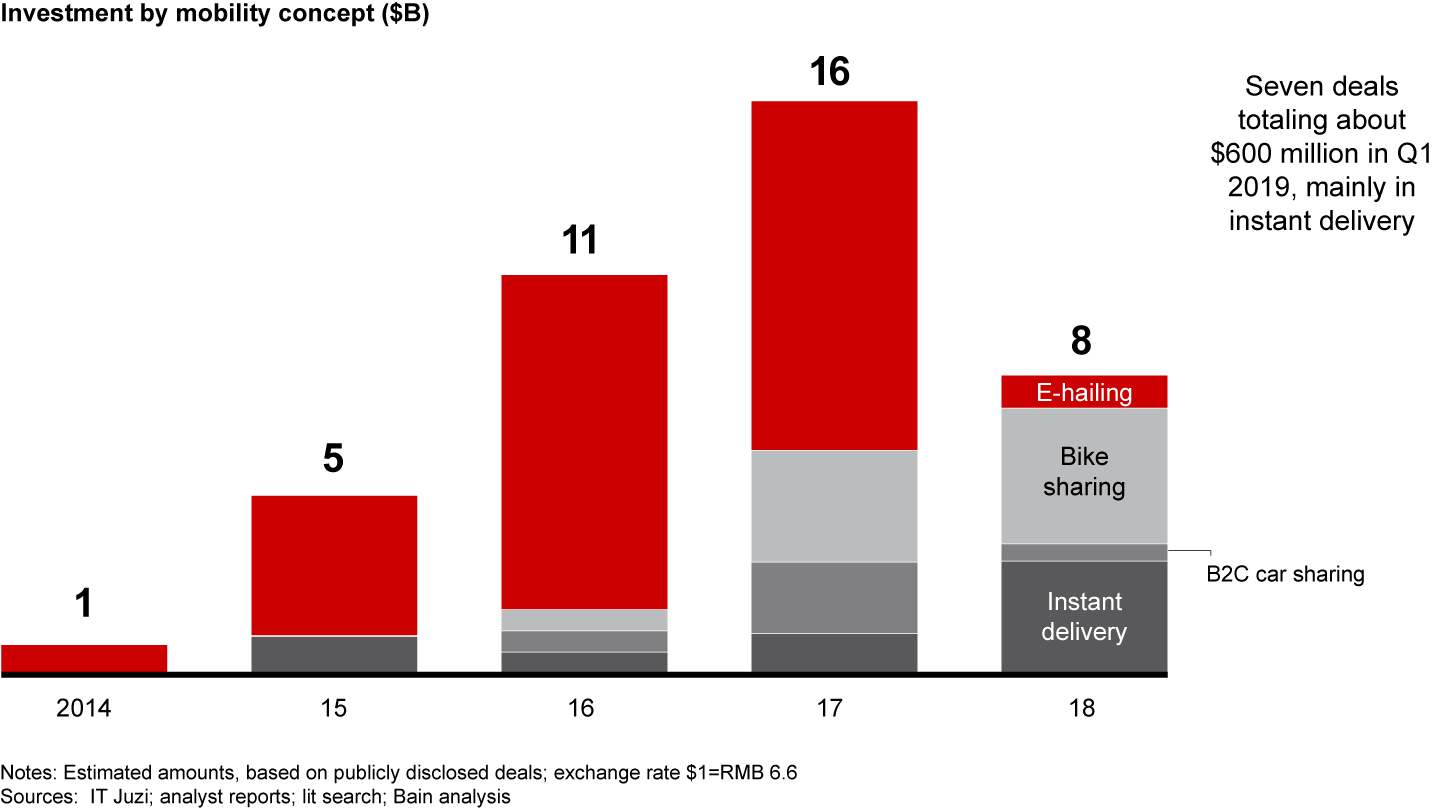 Investment by mobility concept ($B)
16
Seven deals
totaling about
$600 million in Q1
2019, mainly in
instant delivery
11
8
E-hailing
5
Bike
sharing
B2C car sharing
1
Instant
delivery
2014
15
16
17
18
Notes: Estimated amounts, based on publicly disclosed deals; exchange rate $1=RMB 6.6
Sources: IT Juzi; analyst reports; lit search; Bain analysis